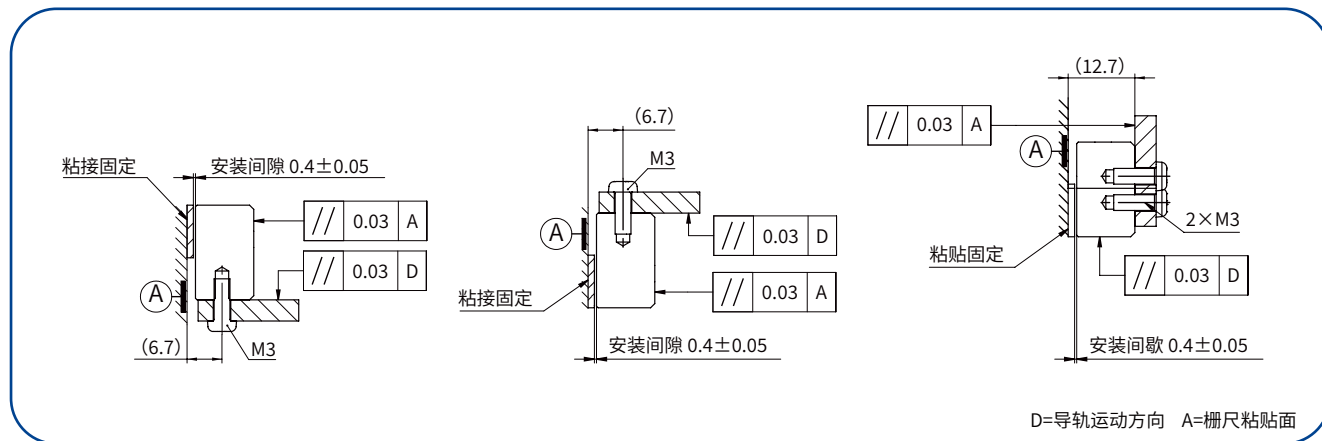 粘接固定
安装间隙 0.4±0.05
// 0.03 A
// 0.03 D
A
(6.7)
M3
(6.7)
M3
A
// 0.03 D
粘接固定
// 0.03 A
安装间隙 0.4±0.05
(12.7)
// 0.03 A
A
2×M3
粘贴固定
// 0.03 D
安装间歇 0.4±0.05
D=导轨运动方向 A=栅尺粘贴面